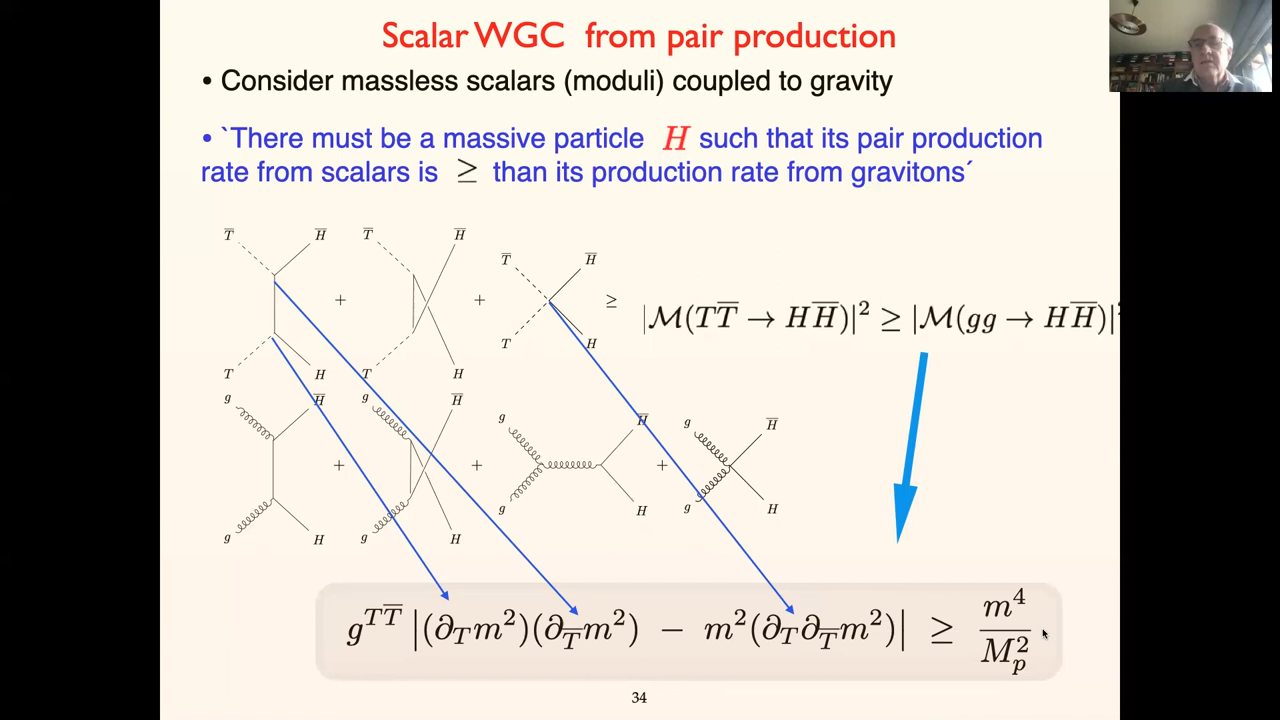 Scalar WGC from pair production
• Consider massless scalars (moduli) coupled to gravity
• `There must be a massive particle H such that its pair production
rate from scalars is ≥ than its production rate from gravitons´
T̅ H̅ T̅ H̅
T̅ H̅
+ + ≥ |M(TT̅ → HH̅)|² ≥ |M(gg → HH̅)|²
T H
T H T H
g H̅ g H̅
g H̅ g H̅
+ + +
g H g H
g H g H
g^{TT̅} |(∂_T m²)(∂_T̅ m²) − m²(∂_T ∂_T̅ m²)| ≥ m⁴/M_p²
34